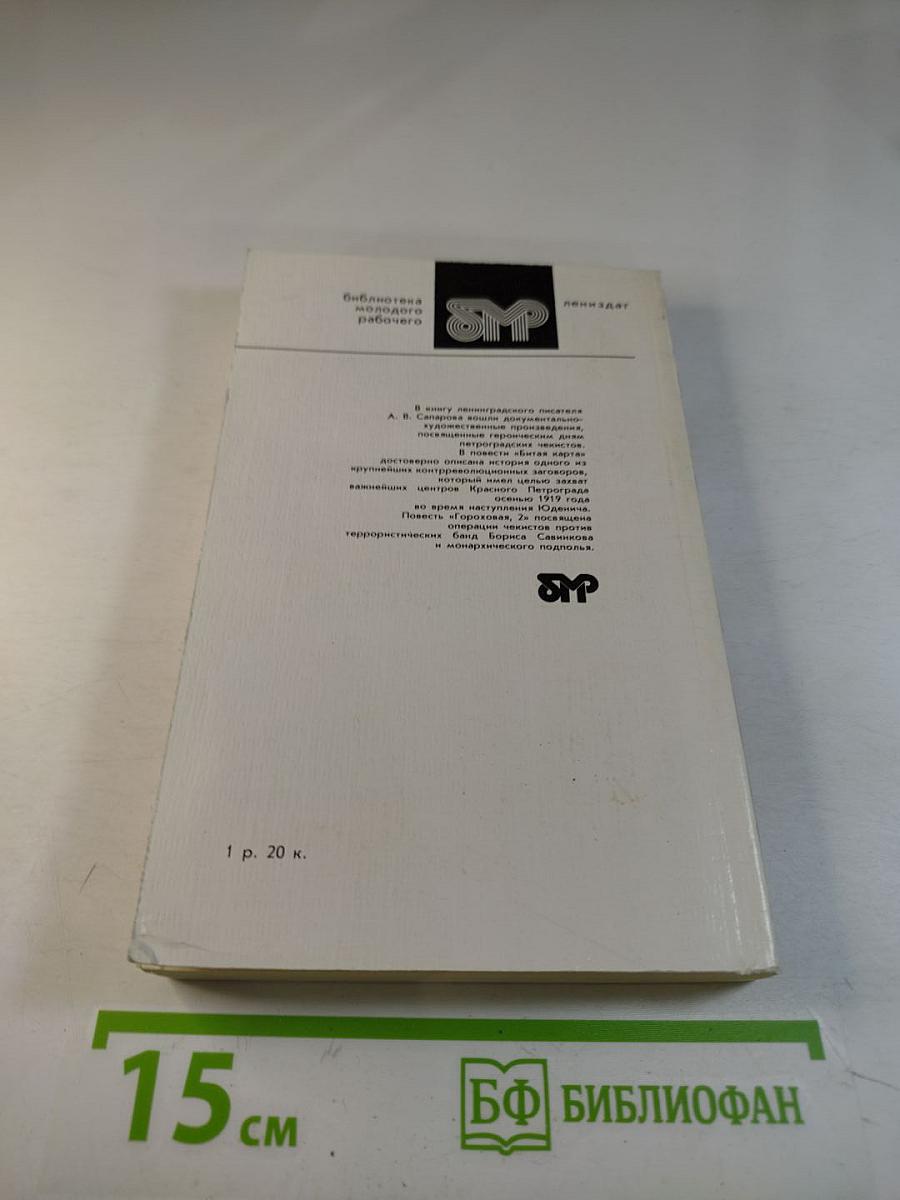 библиотека
молодого
рабочего
бмр
лениздат
В книгу ленинградского писателя
А. В. Сапарова вошли документально-
художественные произведения,
посвященные героическим дням
петроградских чекистов.
В повести «Битая карта»
достоверно описана история одного из
крупнейших контрреволюционных заговоров,
который имел целью захват
важнейших центров Красного Петрограда
осенью 1919 года
во время наступления Юденича.
Повесть «Гороховая, 2» посвящена
операции чекистов против
террористических банд Бориса Савинкова
и монархического подполья.
бмр
1 р. 20 к.
15 см
БФ БИБЛИОФАН